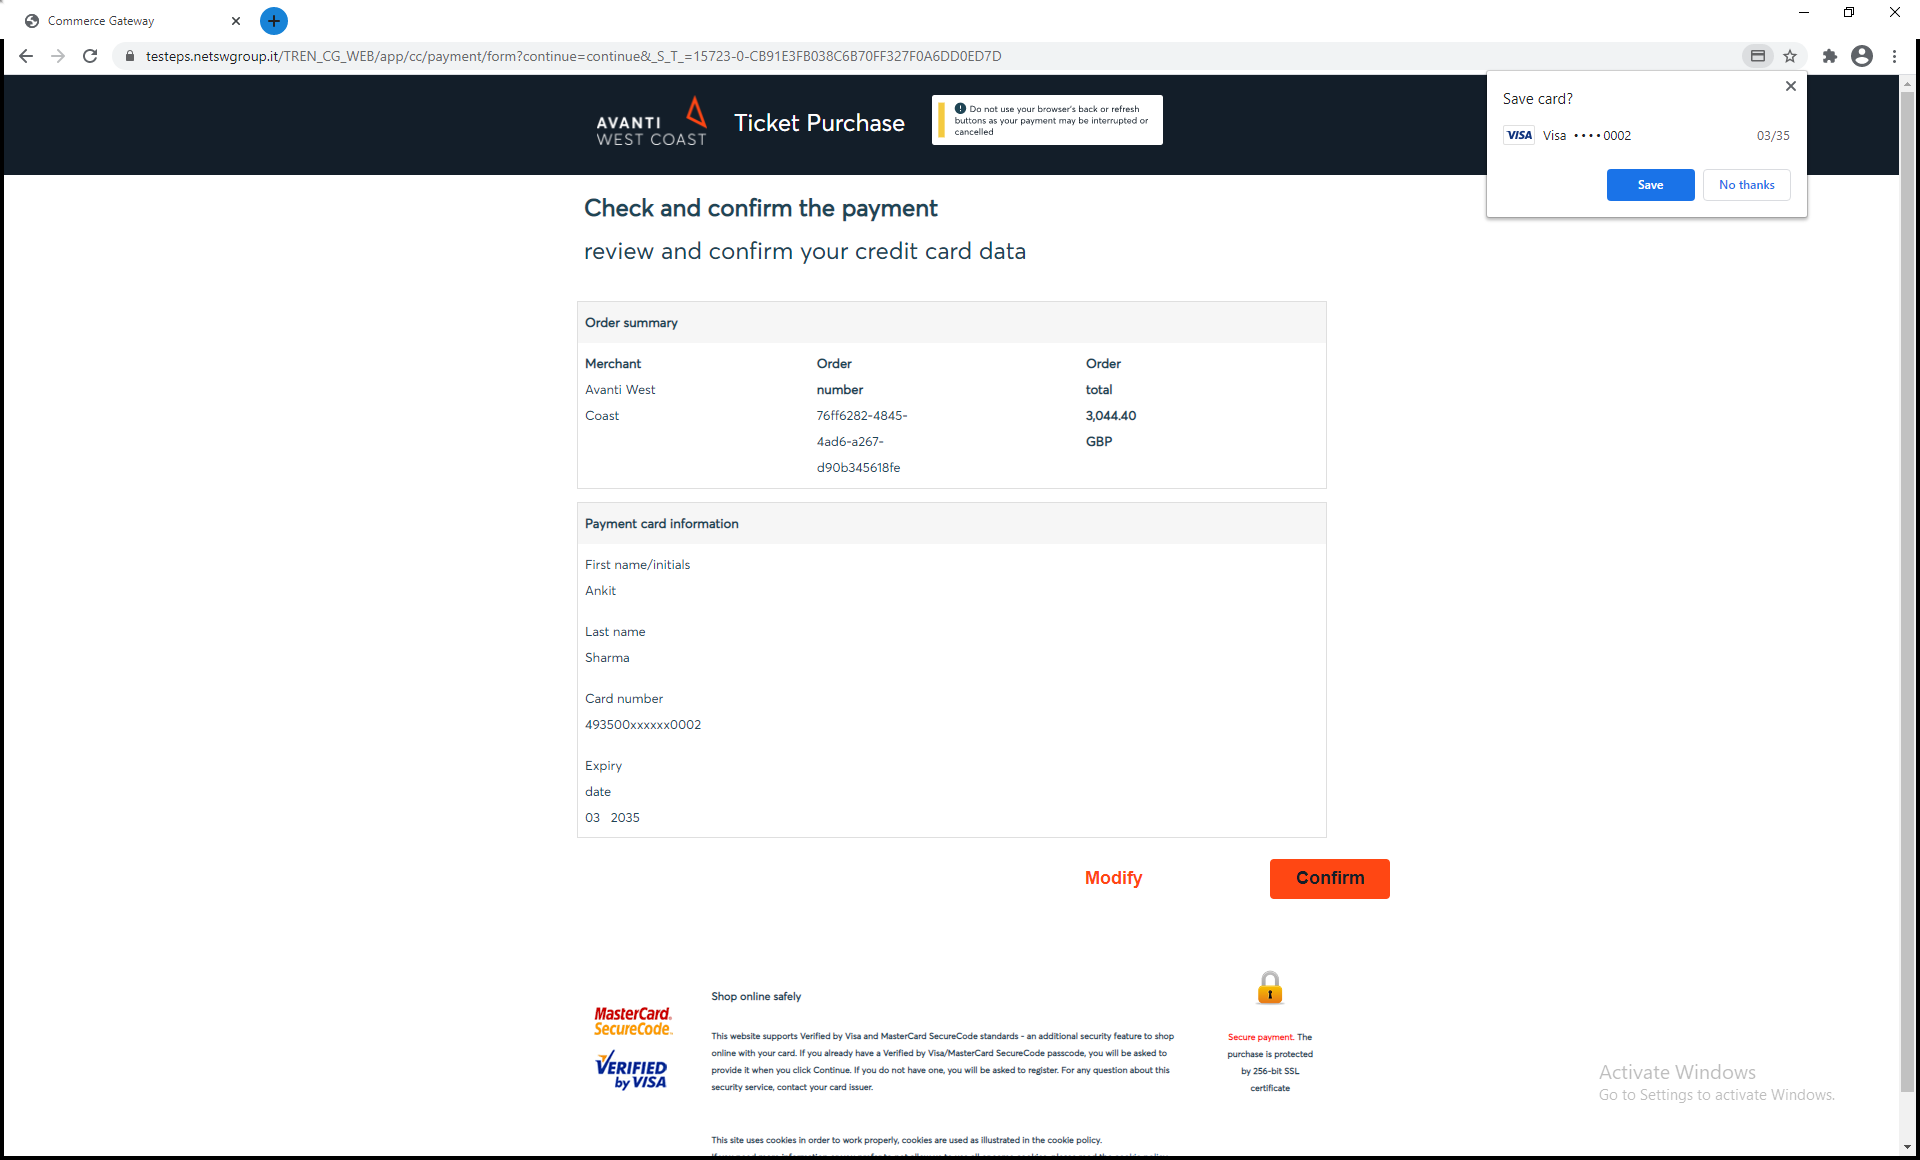 Commerce Gateway
testeps.netswgroup.it/TREN_CG_WEB/app/cc/payment/form?continue=continue&_S_T_=15723-0-CB91E3FB038C6B70FF327F0A6DD0ED7D
AVANTI
WEST COAST
Ticket Purchase
Do not use your browser's back or refresh
buttons as your payment may be interrupted or
cancelled
Save card?
VISA Visa ••••0002 03/35
Save No thanks
Check and confirm the payment
review and confirm your credit card data
Order summary
Merchant
Avanti West
Coast
Order
number
76ff6282-4845-
4ad6-a267-
d90b345618fe
Order
total
3,044.40
GBP
Payment card information
First name/initials
Ankit
Last name
Sharma
Card number
493500xxxxxx0002
Expiry
date
03 2035
Modify Confirm
MasterCard.
SecureCode.
VERIFIED
by VISA
Shop online safely
This website supports Verified by Visa and MasterCard SecureCode standards - an additional security feature to shop
online with your card. If you already have a Verified by Visa/MasterCard SecureCode passcode, you will be asked to
provide it when you click Continue. If you do not have one, you will be asked to register. For any question about this
security service, contact your card issuer.
Secure payment. The
purchase is protected
by 256-bit SSL
certificate
Activate Windows
Go to Settings to activate Windows.
This site uses cookies in order to work properly, cookies are used as illustrated in the cookie policy.